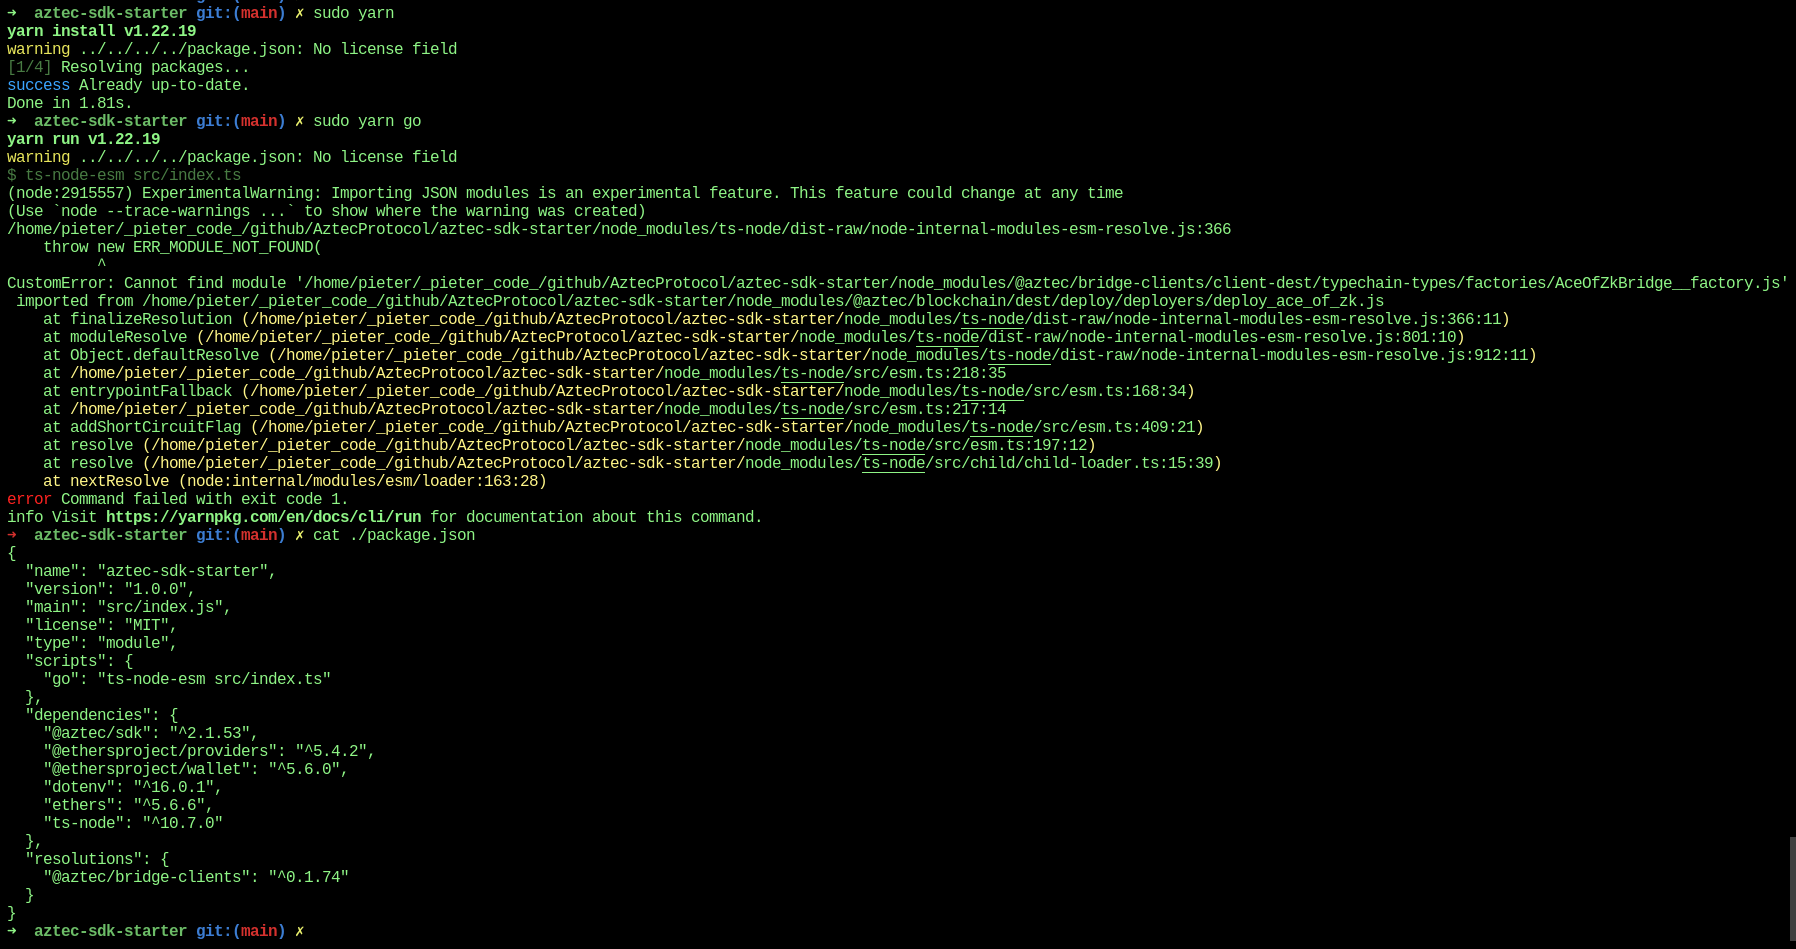 ➜  aztec-sdk-starter git:(main) ✗ sudo yarn
yarn install v1.22.19
warning ../../../../package.json: No license field
[1/4] Resolving packages...
success Already up-to-date.
Done in 1.81s.
➜  aztec-sdk-starter git:(main) ✗ sudo yarn go
yarn run v1.22.19
warning ../../../../package.json: No license field
$ ts-node-esm src/index.ts
(node:2915557) ExperimentalWarning: Importing JSON modules is an experimental feature. This feature could change at any time
(Use `node --trace-warnings ...` to show where the warning was created)
/home/pieter/_pieter_code_/github/AztecProtocol/aztec-sdk-starter/node_modules/ts-node/dist-raw/node-internal-modules-esm-resolve.js:366
    throw new ERR_MODULE_NOT_FOUND(
          ^
CustomError: Cannot find module '/home/pieter/_pieter_code_/github/AztecProtocol/aztec-sdk-starter/node_modules/@aztec/bridge-clients/client-dest/typechain-types/factories/AceOfZkBridge__factory.js'
 imported from /home/pieter/_pieter_code_/github/AztecProtocol/aztec-sdk-starter/node_modules/@aztec/blockchain/dest/deploy/deployers/deploy_ace_of_zk.js
    at finalizeResolution (/home/pieter/_pieter_code_/github/AztecProtocol/aztec-sdk-starter/node_modules/ts-node/dist-raw/node-internal-modules-esm-resolve.js:366:11)
    at moduleResolve (/home/pieter/_pieter_code_/github/AztecProtocol/aztec-sdk-starter/node_modules/ts-node/dist-raw/node-internal-modules-esm-resolve.js:801:10)
    at Object.defaultResolve (/home/pieter/_pieter_code_/github/AztecProtocol/aztec-sdk-starter/node_modules/ts-node/dist-raw/node-internal-modules-esm-resolve.js:912:11)
    at /home/pieter/_pieter_code_/github/AztecProtocol/aztec-sdk-starter/node_modules/ts-node/src/esm.ts:218:35
    at entrypointFallback (/home/pieter/_pieter_code_/github/AztecProtocol/aztec-sdk-starter/node_modules/ts-node/src/esm.ts:168:34)
    at /home/pieter/_pieter_code_/github/AztecProtocol/aztec-sdk-starter/node_modules/ts-node/src/esm.ts:217:14
    at addShortCircuitFlag (/home/pieter/_pieter_code_/github/AztecProtocol/aztec-sdk-starter/node_modules/ts-node/src/esm.ts:409:21)
    at resolve (/home/pieter/_pieter_code_/github/AztecProtocol/aztec-sdk-starter/node_modules/ts-node/src/esm.ts:197:12)
    at resolve (/home/pieter/_pieter_code_/github/AztecProtocol/aztec-sdk-starter/node_modules/ts-node/src/child/child-loader.ts:15:39)
    at nextResolve (node:internal/modules/esm/loader:163:28)
error Command failed with exit code 1.
info Visit https://yarnpkg.com/en/docs/cli/run for documentation about this command.
➜  aztec-sdk-starter git:(main) ✗ cat ./package.json
{
  "name": "aztec-sdk-starter",
  "version": "1.0.0",
  "main": "src/index.js",
  "license": "MIT",
  "type": "module",
  "scripts": {
    "go": "ts-node-esm src/index.ts"
  },
  "dependencies": {
    "@aztec/sdk": "^2.1.53",
    "@ethersproject/providers": "^5.4.2",
    "@ethersproject/wallet": "^5.6.0",
    "dotenv": "^16.0.1",
    "ethers": "^5.6.6",
    "ts-node": "^10.7.0"
  },
  "resolutions": {
    "@aztec/bridge-clients": "^0.1.74"
  }
}
➜  aztec-sdk-starter git:(main) ✗